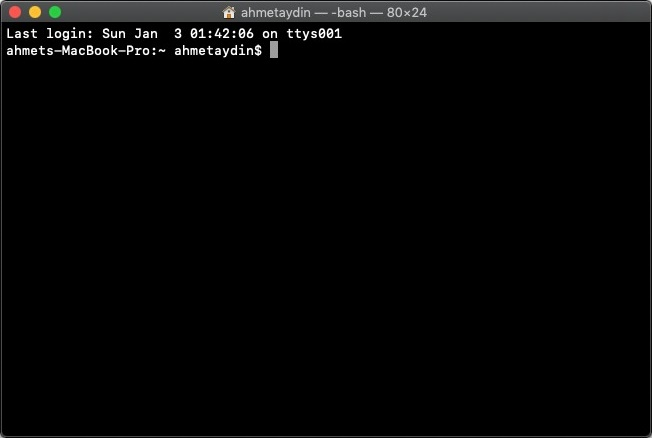 ahmetaydin — -bash — 80×24
Last login: Sun Jan  3 01:42:06 on ttys001
ahmets-MacBook-Pro:~ ahmetaydin$